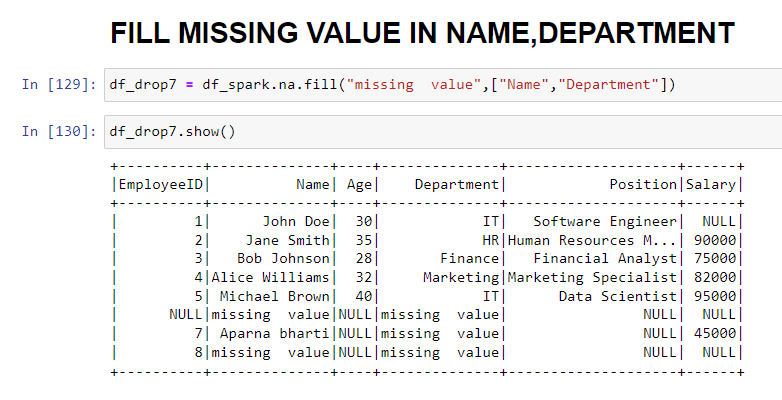 FILL MISSING VALUE IN NAME,DEPARTMENT
In [129]: df_drop7 = df_spark.na.fill("missing  value",["Name","Department"])
In [130]: df_drop7.show()
+----------+--------------+----+--------------+--------------------+------+
|EmployeeID|          Name| Age|    Department|            Position|Salary|
+----------+--------------+----+--------------+--------------------+------+
|         1|      John Doe|  30|            IT|   Software Engineer|  NULL|
|         2|    Jane Smith|  35|            HR|Human Resources M...| 90000|
|         3|   Bob Johnson|  28|       Finance|   Financial Analyst| 75000|
|         4|Alice Williams|  32|     Marketing|Marketing Specialist| 82000|
|         5| Michael Brown|  40|            IT|      Data Scientist| 95000|
|      NULL|missing  value|NULL|missing  value|                NULL|  NULL|
|         7| Aparna bharti|NULL|missing  value|                NULL| 45000|
|         8|missing  value|NULL|missing  value|                NULL|  NULL|
+----------+--------------+----+--------------+--------------------+------+